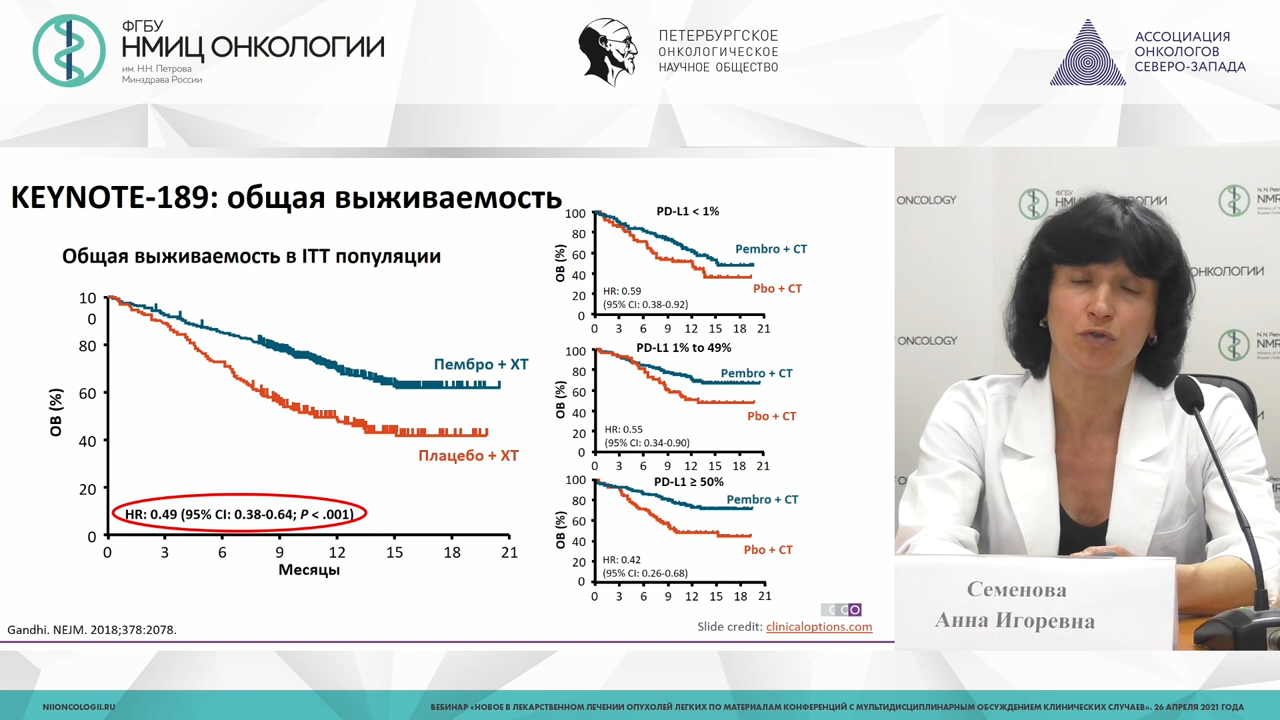 ФГБУ
НМИЦ ОНКОЛОГИИ
им. Н.Н. Петрова
Минздрава России
ПЕТЕРБУРГСКОЕ
ОНКОЛОГИЧЕСКОЕ
НАУЧНОЕ ОБЩЕСТВО
АССОЦИАЦИЯ
ОНКОЛОГОВ
СЕВЕРО-ЗАПАДА
KEYNOTE-189: общая выживаемость
Общая выживаемость в ITT популяции
10
0
80
60
40
20
0
ОВ (%)
Пембро + ХТ
Плацебо + ХТ
HR: 0.49 (95% CI: 0.38-0.64; P < .001)
0 3 6 9 12 15 18 21
Месяцы
PD-L1 < 1%
100
80
60
40
20
0
ОВ (%)
Pembro + CT
Pbo + CT
HR: 0.59
(95% CI: 0.38-0.92)
0 3 6 9 12 15 18 21
PD-L1 1% to 49%
100
80
60
40
20
0
ОВ (%)
Pembro + CT
Pbo + CT
HR: 0.55
(95% CI: 0.34-0.90)
0 3 6 9 12 15 18 21
PD-L1 ≥ 50%
100
80
60
40
20
0
ОВ (%)
Pembro + CT
Pbo + CT
HR: 0.42
(95% CI: 0.26-0.68)
0 3 6 9 12 15 18 21
CCO
Gandhi. NEJM. 2018;378:2078.
Slide credit: clinicaloptions.com
ONCOLOGY
ФГБУ
НМИЦ
NMR
ОНКОЛОГИИ
ONCOLOGY
NMR
Семенова
Анна Игоревна
NIIONCOLOGII.RU
ВЕБИНАР «НОВОЕ В ЛЕКАРСТВЕННОМ ЛЕЧЕНИИ ОПУХОЛЕЙ ЛЕГКИХ ПО МАТЕРИАЛАМ КОНФЕРЕНЦИЙ С МУЛЬТИДИСЦИПЛИНАРНЫМ ОБСУЖДЕНИЕМ КЛИНИЧЕСКИХ СЛУЧАЕВ». 26 АПРЕЛЯ 2021 ГОДА